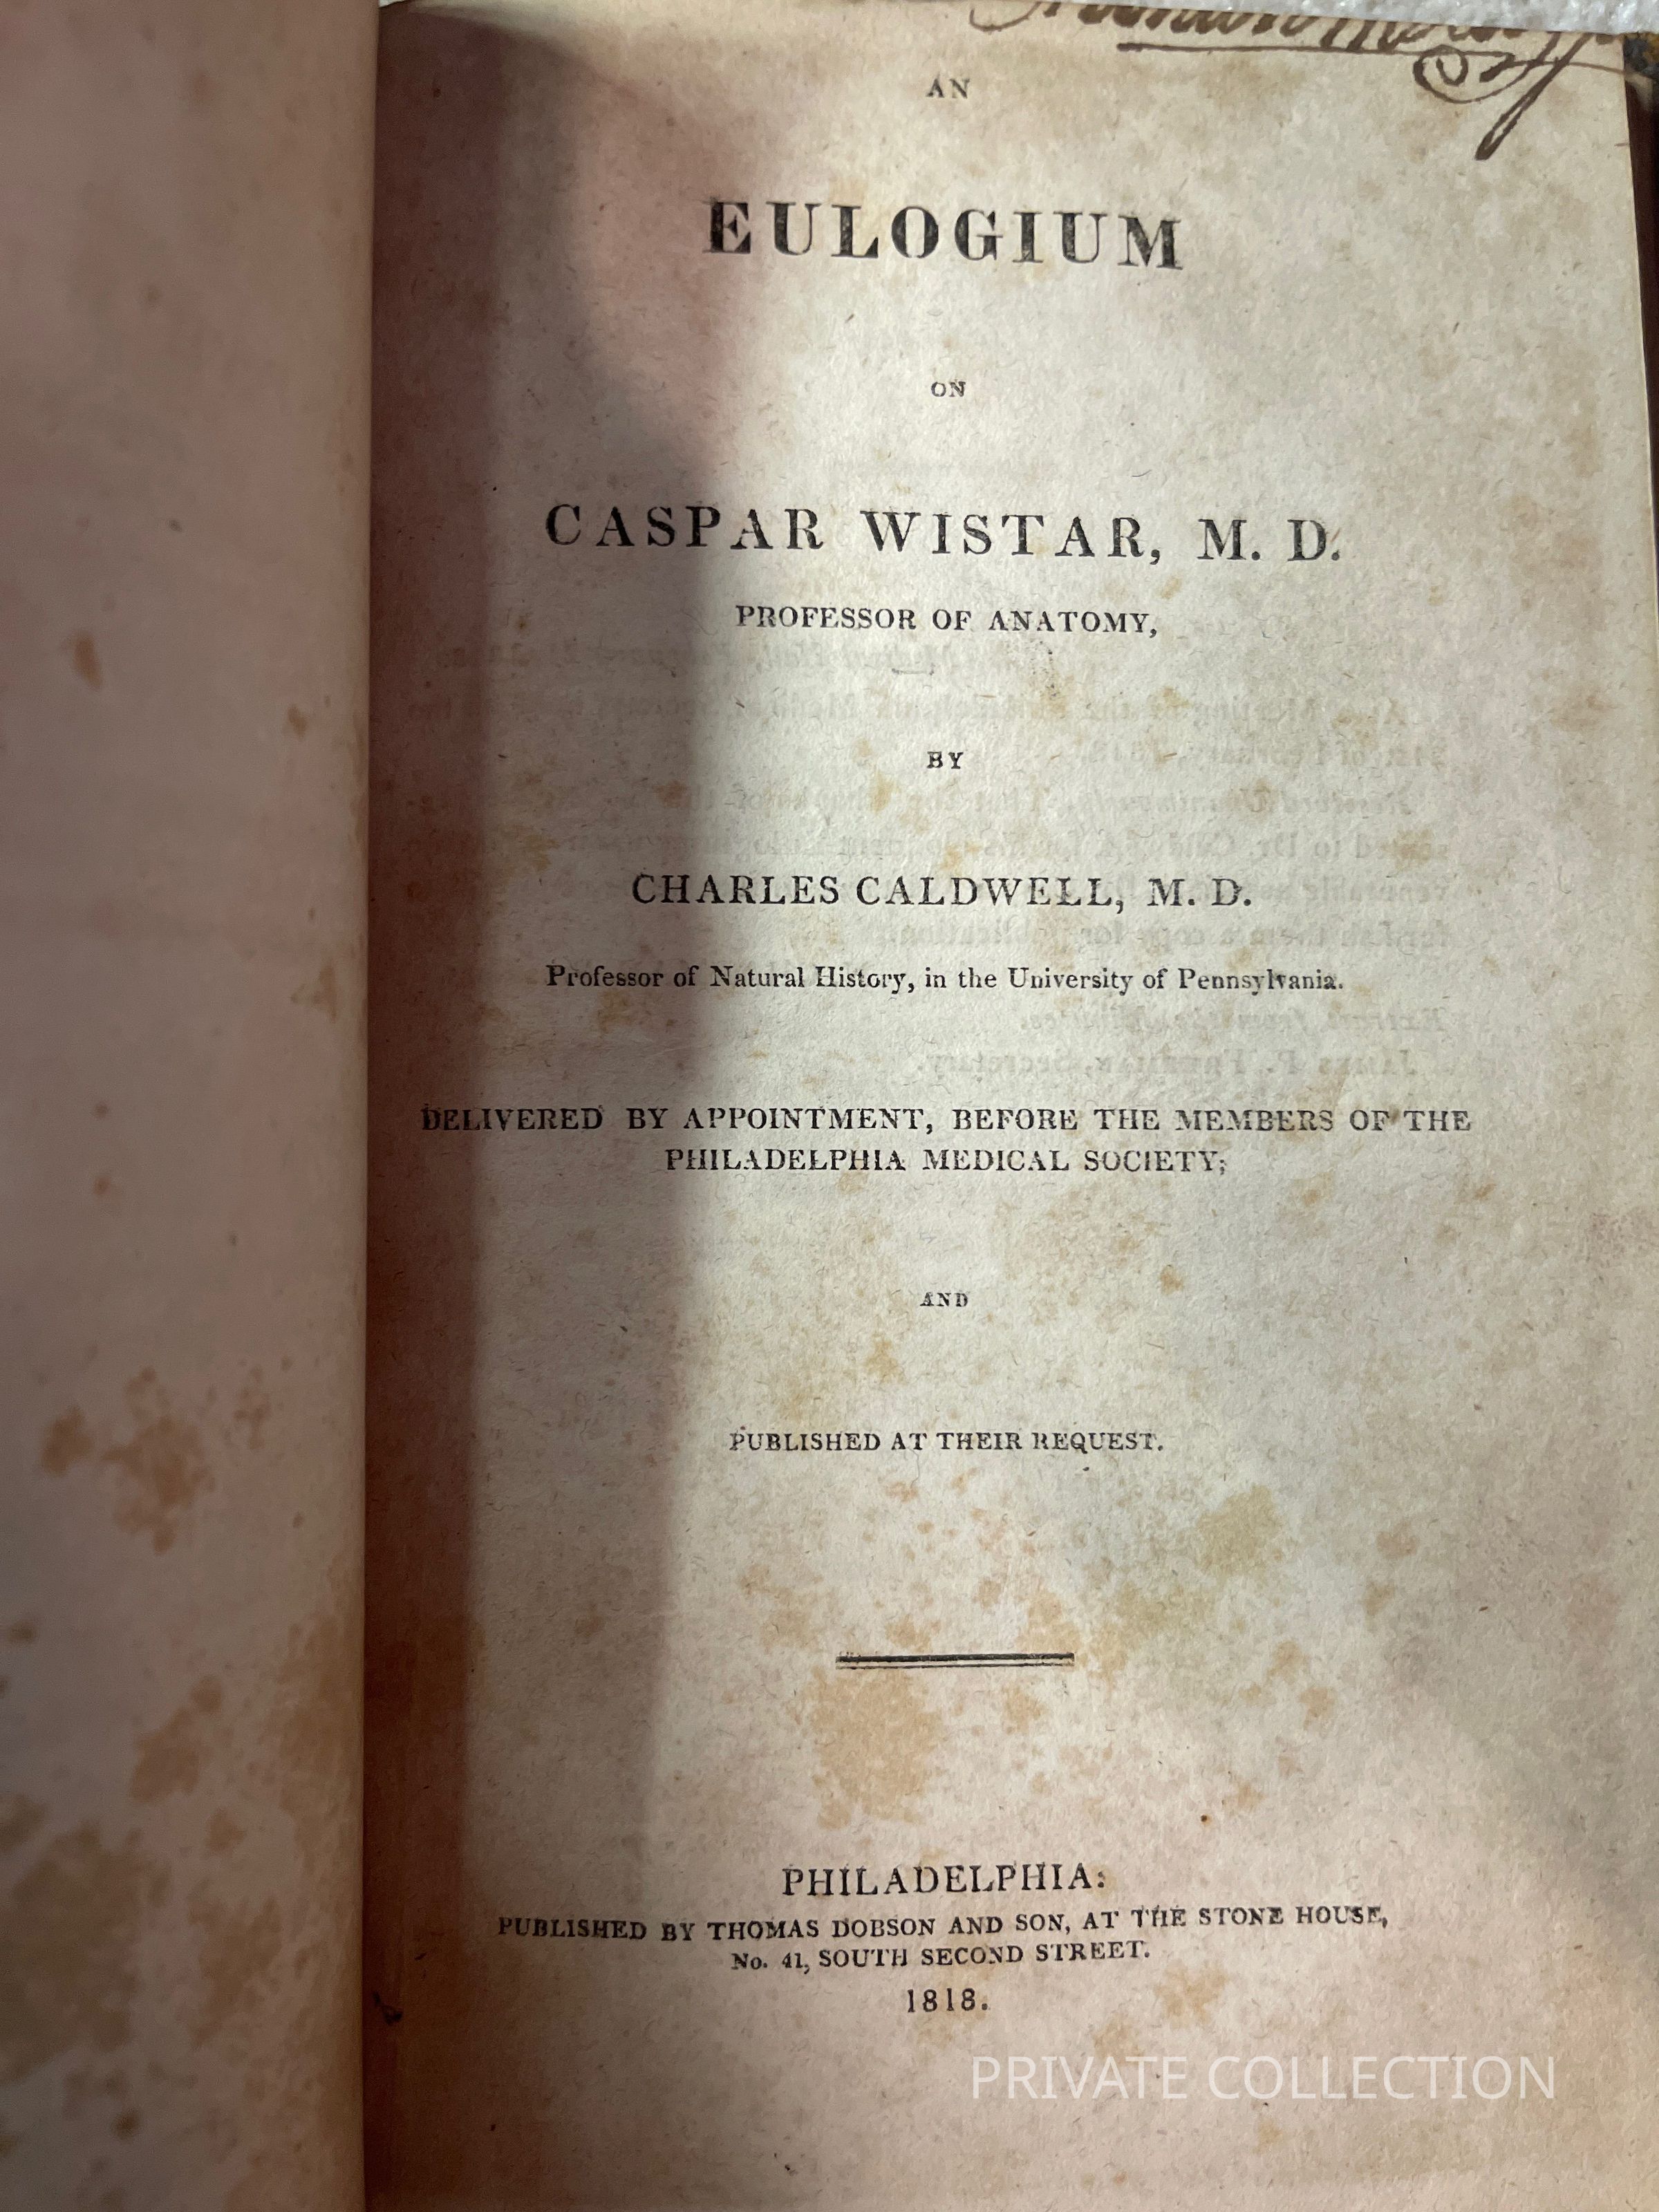 AN
EULOGIUM
ON
CASPAR WISTAR, M. D.
PROFESSOR OF ANATOMY,
BY
CHARLES CALDWELL, M. D.
Professor of Natural History, in the University of Pennsylvania.
DELIVERED BY APPOINTMENT, BEFORE THE MEMBERS OF THE
PHILADELPHIA MEDICAL SOCIETY;
AND
PUBLISHED AT THEIR REQUEST.
PHILADELPHIA:
PUBLISHED BY THOMAS DOBSON AND SON, AT THE STONE HOUSE,
No. 41, SOUTH SECOND STREET.
1818.
PRIVATE COLLECTION